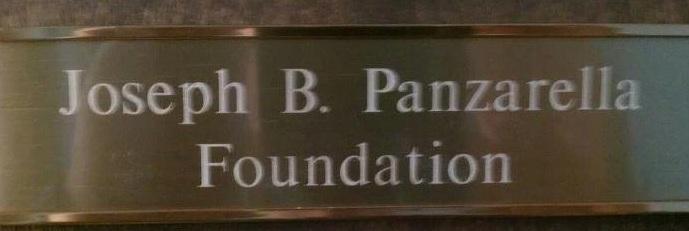 Joseph B. Panzarella
Foundation